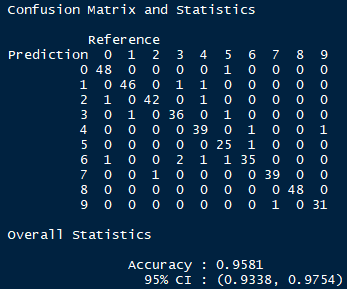 Confusion Matrix and Statistics
Reference
Prediction 0 1 2 3 4 5 6 7 8 9
0 48 0 0 0 0 1 0 0 0 0
1 0 46 0 1 1 0 0 0 0 0
2 1 0 42 0 1 0 0 0 0 0
3 0 1 0 36 0 1 0 0 0 0
4 0 0 0 0 39 0 1 0 0 1
5 0 0 0 0 0 25 1 0 0 0
6 1 0 0 2 1 1 35 0 0 0
7 0 0 1 0 0 0 0 39 0 0
8 0 0 0 0 0 0 0 0 48 0
9 0 0 0 0 0 0 0 1 0 31
Overall Statistics
Accuracy : 0.9581
95% CI : (0.9338, 0.9754)